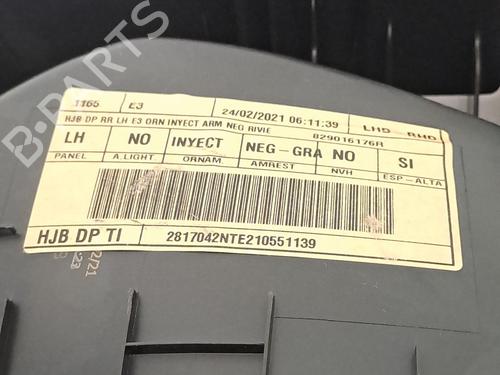 B-PARTS
1165 E3 24/02/2021 06:11:39 LHD RHD
HJB DP RR LH E3 ORN INYECT ARM NEG RIVIE 829016176R
LH NO INYECT NEG-GRA NO SI
PANEL A.LIGHT ORNAM. AMREST NVH ESP-ALTA
HJB DP TI 2817042NTE210551139